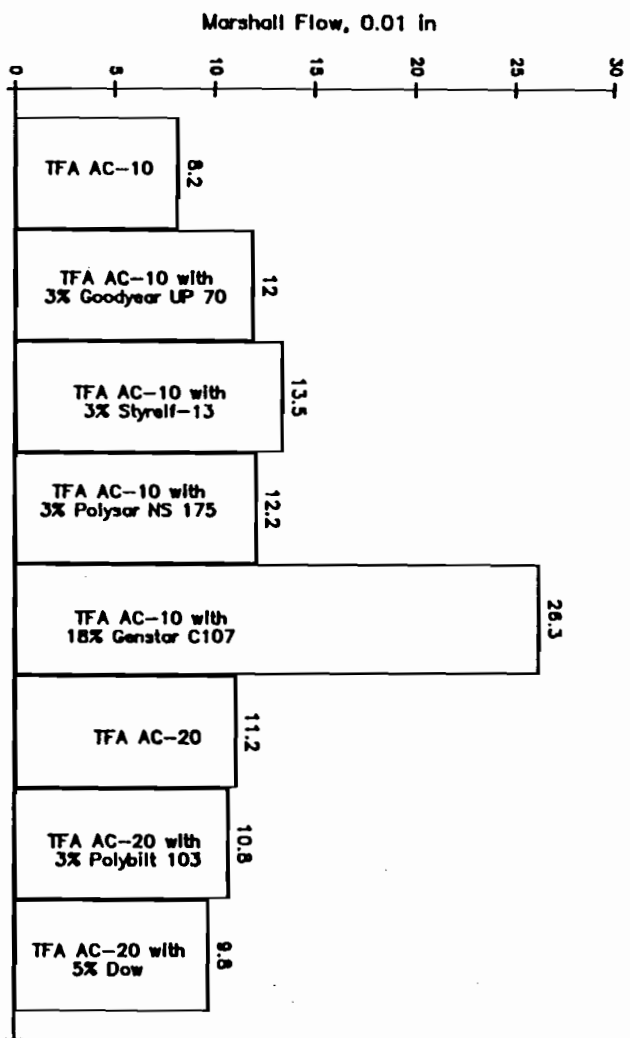 Marshall Flow, 0.01 in
0
5
10
15
20
25
30
TFA AC-10
8.2
TFA AC-10 with
3% Goodyear UP 70
12
TFA AC-10 with
3% Styrelf-13
13.5
TFA AC-10 with
3% Polysar NS 175
12.2
TFA AC-10 with
18% Genstar C107
26.3
TFA AC-20
11.2
TFA AC-20 with
3% Polybilt 103
10.8
TFA AC-20 with
5% Dow
9.8